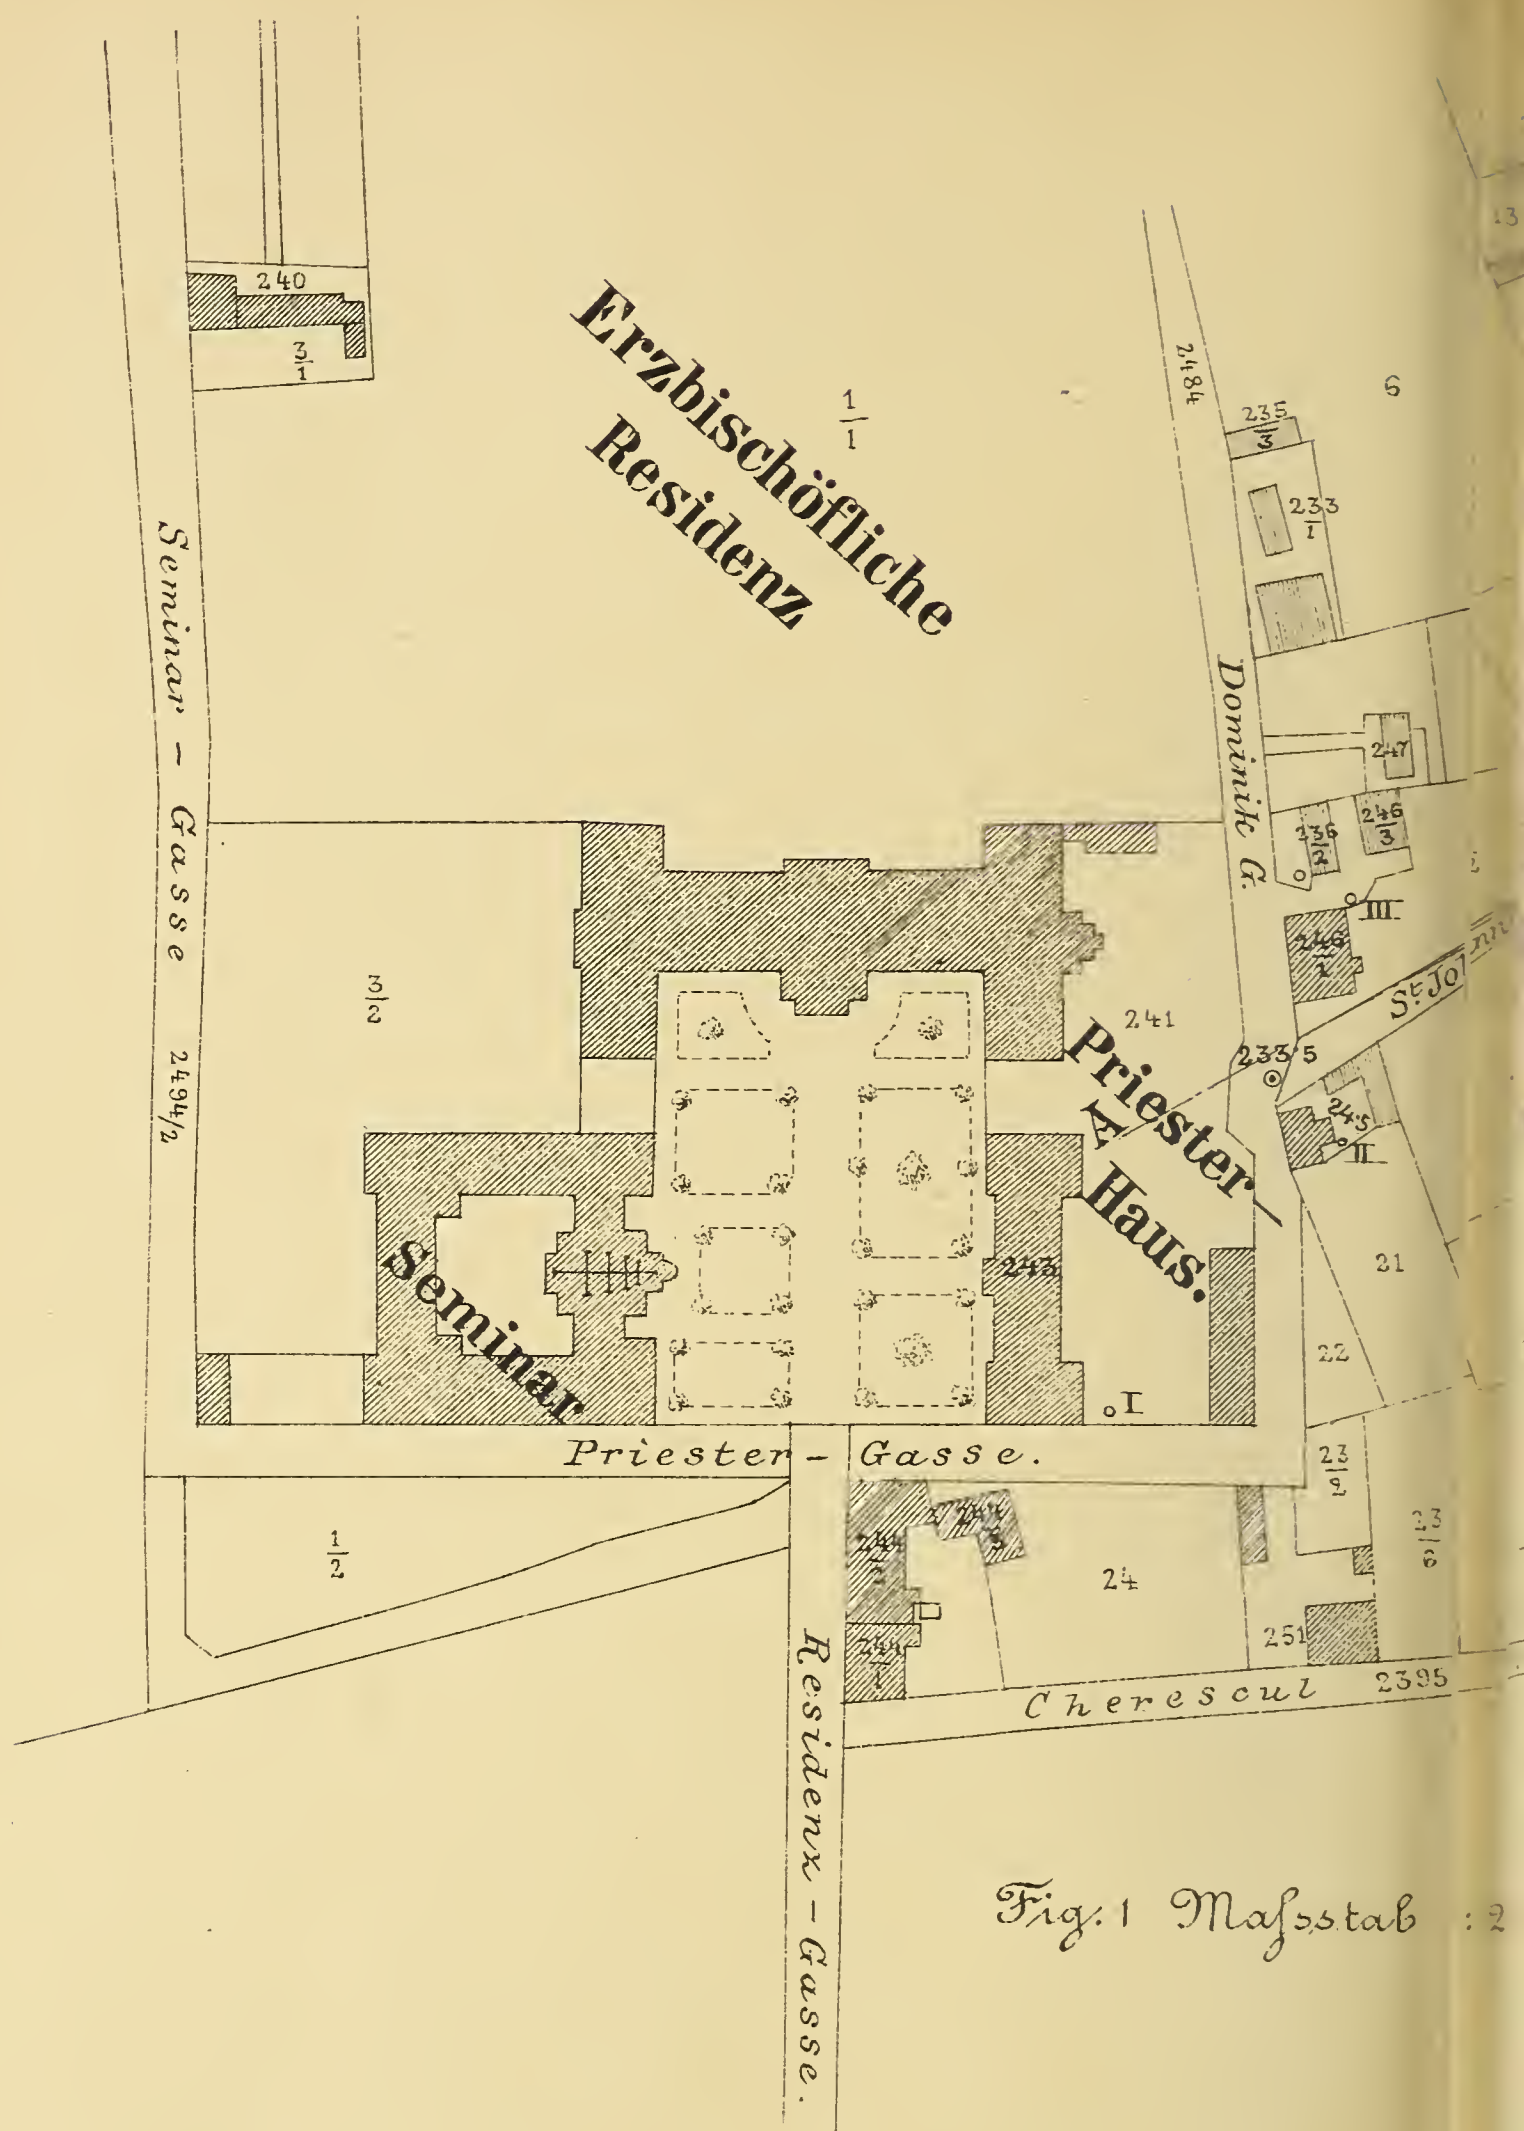 240
3/1
Erzbischöfliche
Residenz
1/1
2484
6
235/3
233/1
13
Seminar – Gasse 2494/2
Dominik G.
247
246/3
III
246/1
3/2
241
St. Jo
233·5
Priester –
A
Haus.
245
II
Seminar
243
21
22
I
Priester – Gasse.
23/2
23/6
1/2
244/2
24
251
244/1
Cherescul 2395
Residenz – Gasse.
Fig. 1 Maſsstab : 2